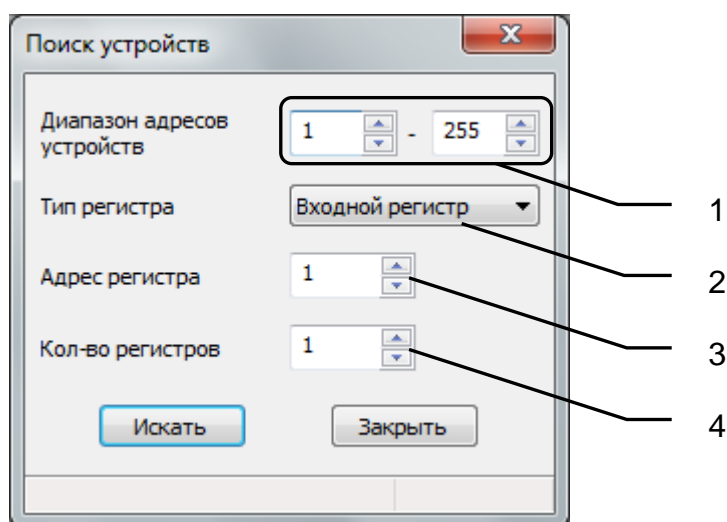 Поиск устройств
Диапазон адресов
устройств
1 - 255
1
Тип регистра
Входной регистр
2
Адрес регистра
1
3
Кол-во регистров
1
4
Искать
Закрыть